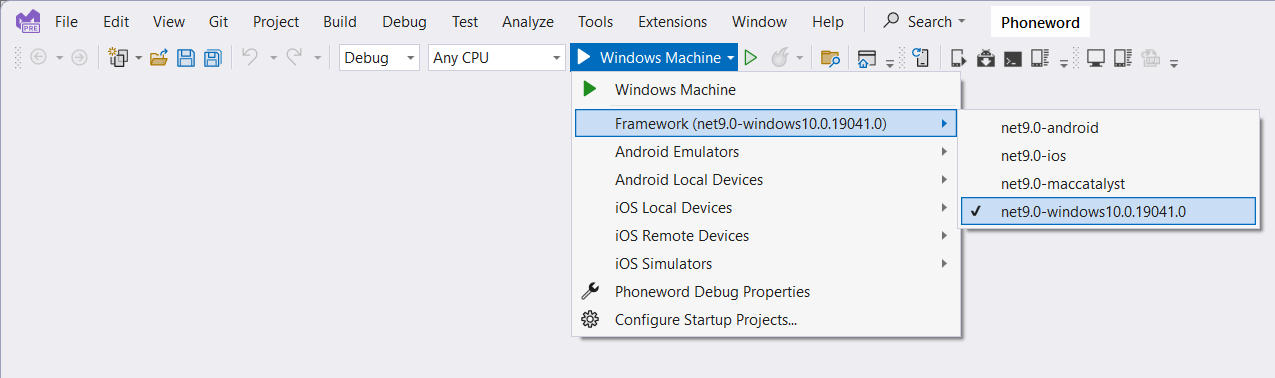 File Edit View Git Project Build Debug Test Analyze Tools Extensions Window Help Search Phoneword
PRE
Debug Any CPU Windows Machine
Windows Machine
Framework (net9.0-windows10.0.19041.0)
net9.0-android
Android Emulators
net9.0-ios
Android Local Devices
net9.0-maccatalyst
iOS Local Devices
net9.0-windows10.0.19041.0
iOS Remote Devices
iOS Simulators
Phoneword Debug Properties
Configure Startup Projects...